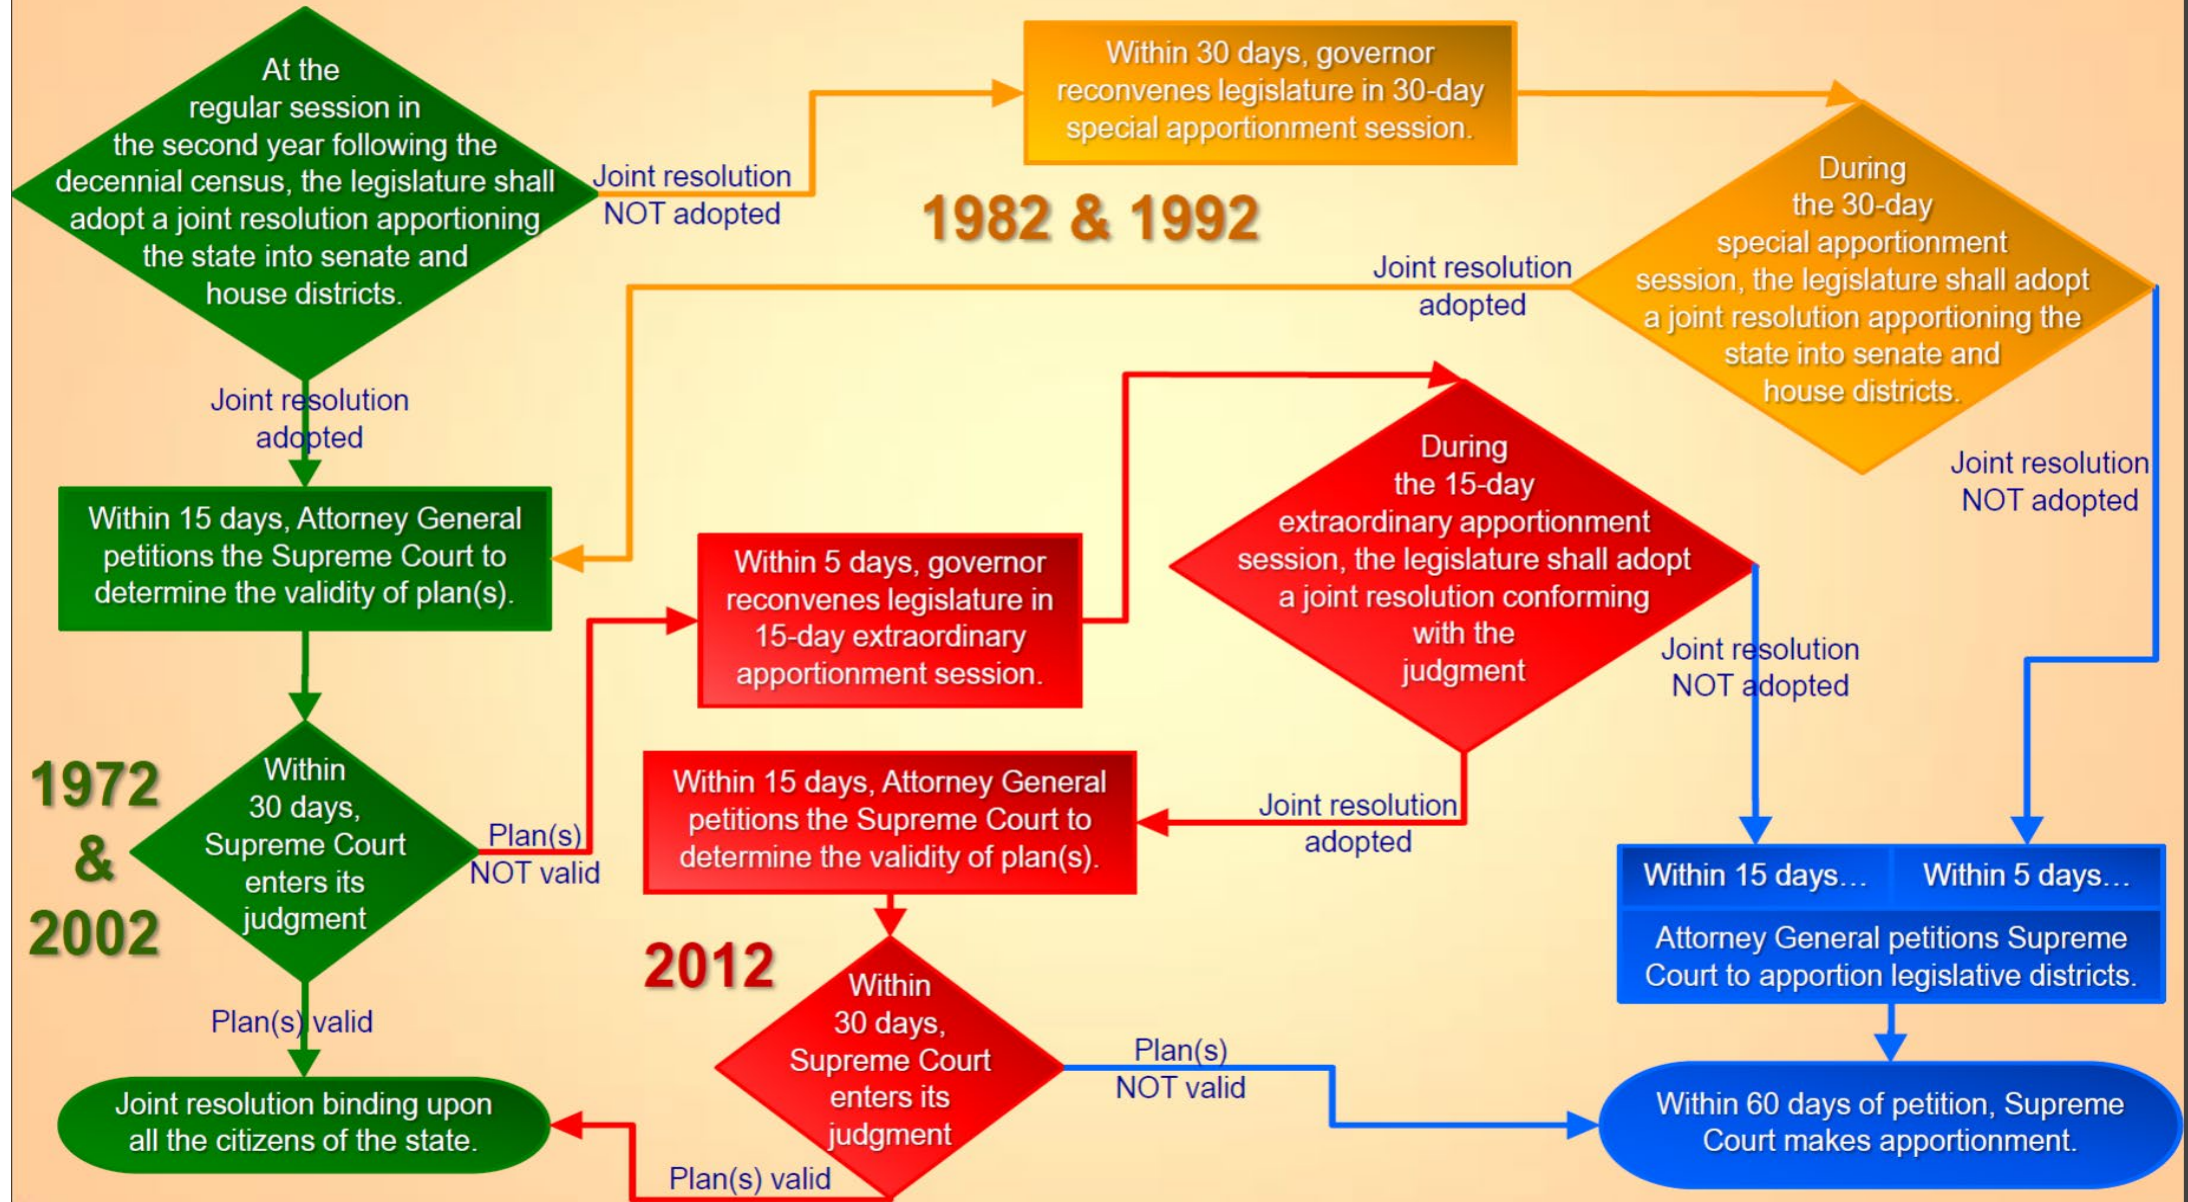 At the
regular session in
the second year following the
decennial census, the legislature shall
adopt a joint resolution apportioning
the state into senate and
house districts.
Joint resolution
NOT adopted
Within 30 days, governor
reconvenes legislature in 30-day
special apportionment session.
1982 & 1992
During
the 30-day
special apportionment
session, the legislature shall adopt
a joint resolution apportioning the
state into senate and
house districts.
Joint resolution
adopted
Joint resolution
NOT adopted
Joint resolution
adopted
Within 15 days, Attorney General
petitions the Supreme Court to
determine the validity of plan(s).
1972
&
2002
Within
30 days,
Supreme Court
enters its
judgment
Plan(s)
NOT valid
Plan(s) valid
Joint resolution binding upon
all the citizens of the state.
Within 5 days, governor
reconvenes legislature in
15-day extraordinary
apportionment session.
During
the 15-day
extraordinary apportionment
session, the legislature shall adopt
a joint resolution conforming
with the
judgment
Joint resolution
NOT adopted
Joint resolution
adopted
Within 15 days, Attorney General
petitions the Supreme Court to
determine the validity of plan(s).
2012
Within
30 days,
Supreme Court
enters its
judgment
Plan(s)
NOT valid
Plan(s) valid
Within 15 days…
Within 5 days…
Attorney General petitions Supreme
Court to apportion legislative districts.
Within 60 days of petition, Supreme
Court makes apportionment.